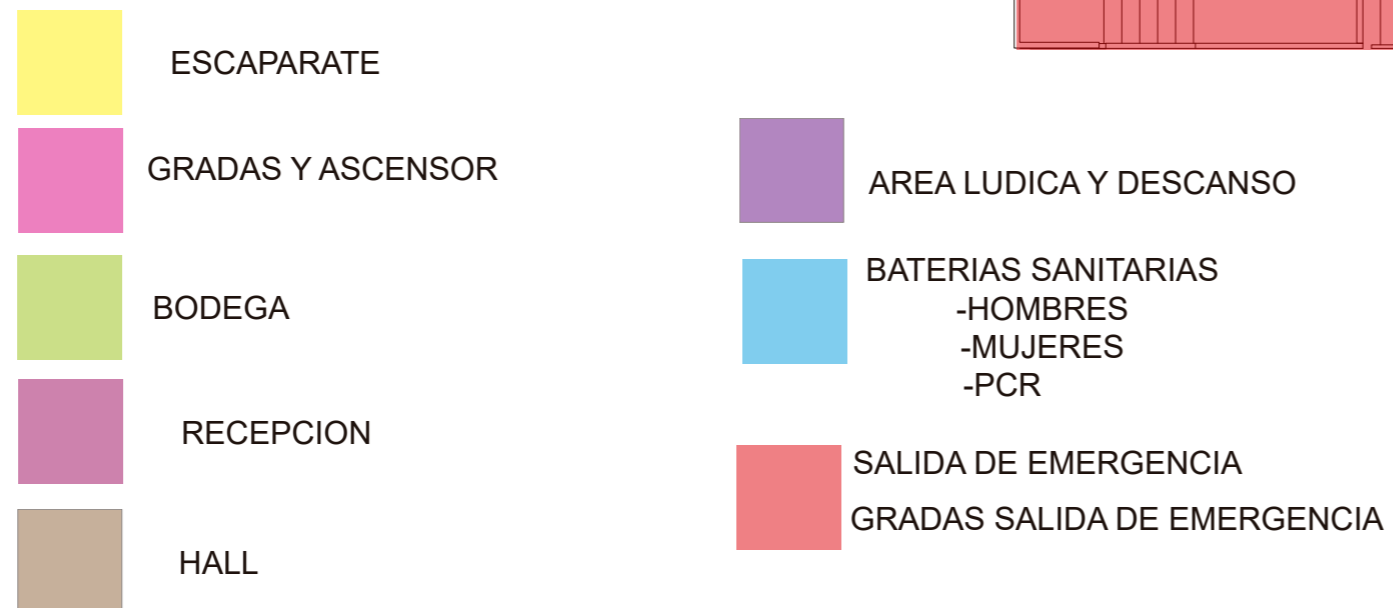 ESCAPARATE
GRADAS Y ASCENSOR
BODEGA
RECEPCION
HALL
AREA LUDICA Y DESCANSO
BATERIAS SANITARIAS
-HOMBRES
-MUJERES
-PCR
SALIDA DE EMERGENCIA
GRADAS SALIDA DE EMERGENCIA